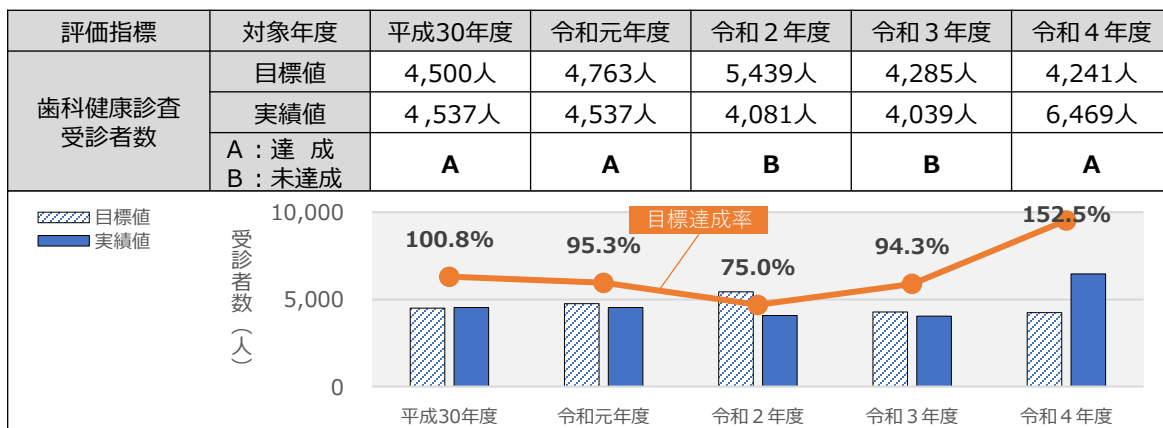 評価指標 対象年度 平成30年度 令和元年度 令和２年度 令和３年度 令和４年度
歯科健康診査
受診者数
目標値 4,500人 4,763人 5,439人 4,285人 4,241人
実績値 4,537人 4,537人 4,081人 4,039人 6,469人
A：達 成
B：未達成
A A B B A
目標値
実績値
受診者数（人）
10,000
5,000
0
目標達成率
100.8% 95.3% 75.0% 94.3% 152.5%
平成30年度 令和元年度 令和２年度 令和３年度 令和４年度